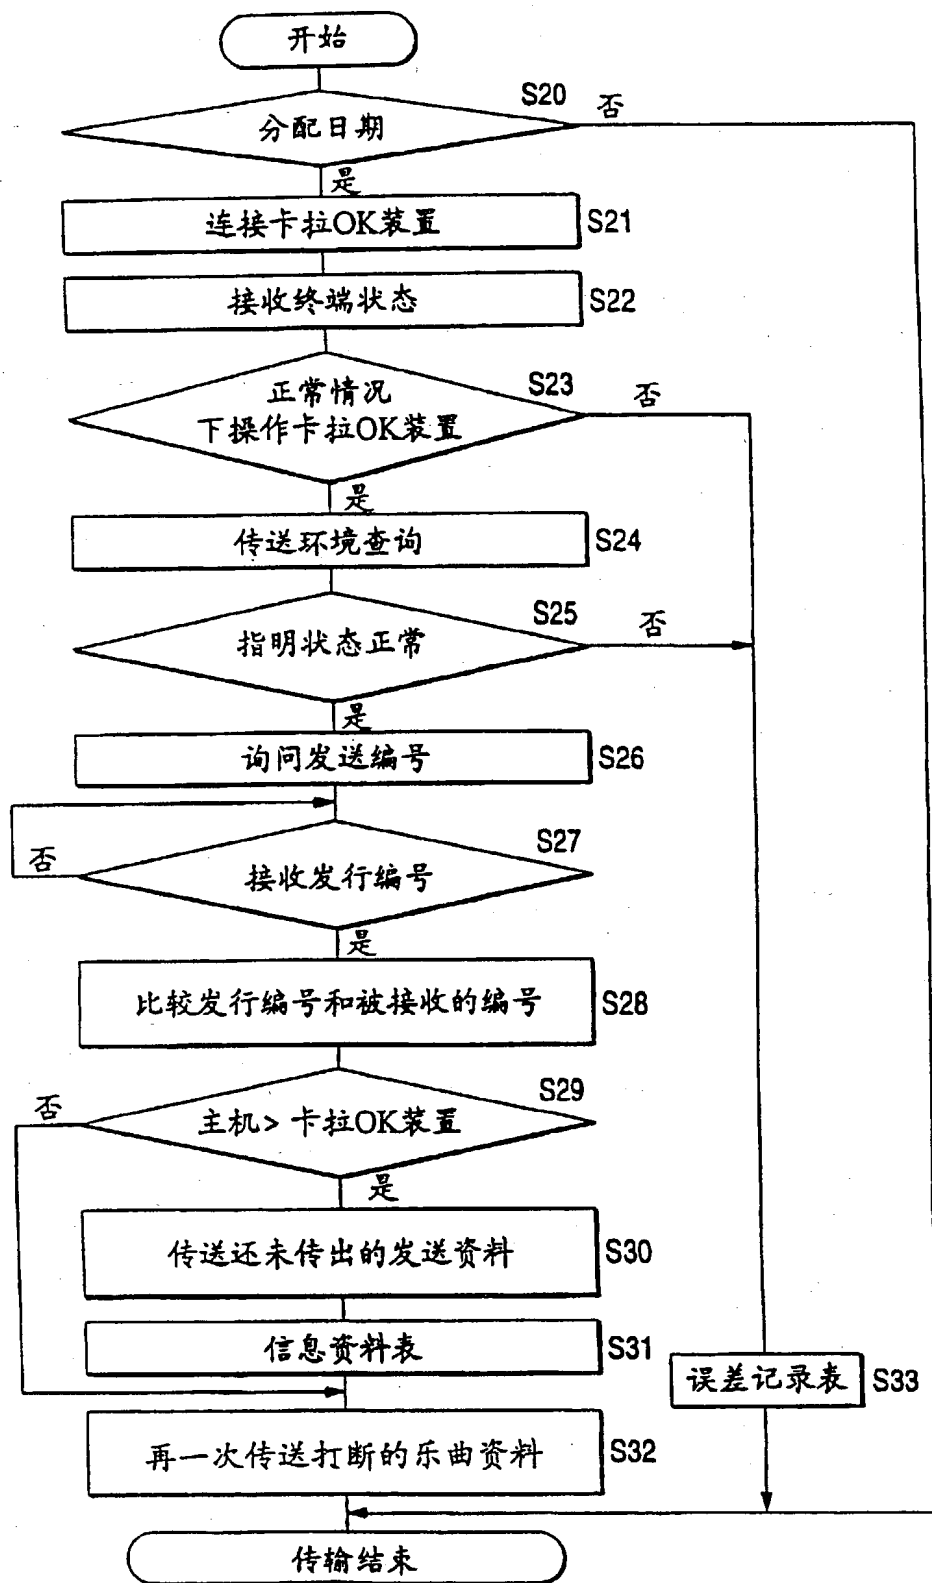 开始
S20
否
分配日期
是
连接卡拉OK装置
S21
接收终端状态
S22
S23
否
正常情况
下操作卡拉OK装置
是
传送环境查询
S24
S25
否
指明状态正常
是
询问发送编号
S26
S27
否
接收发行编号
是
比较发行编号和被接收的编号
S28
S29
否
主机> 卡拉OK装置
是
传送还未传出的发送资料
S30
信息资料表
S31
误差记录表
S33
再一次传送打断的乐曲资料
S32
传输结束